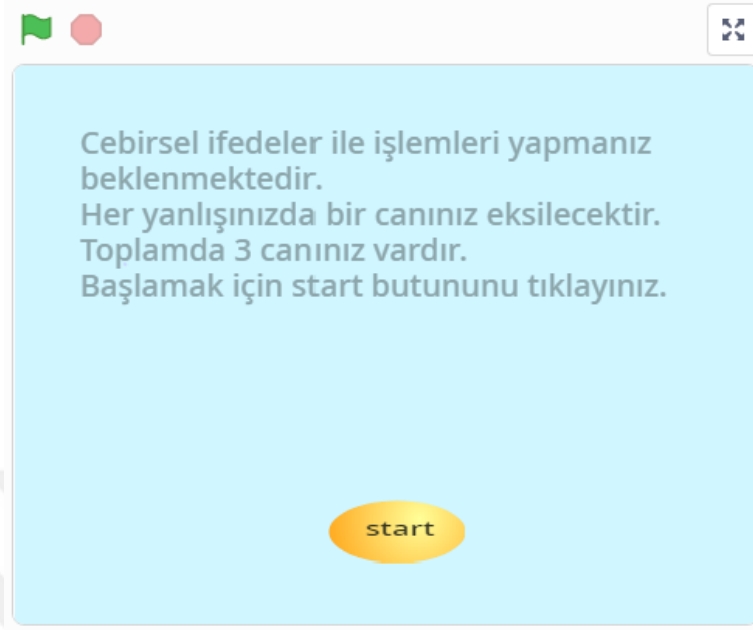 Cebirsel ifedeler ile işlemleri yapmanız
beklenmektedir.
Her yanlışınızda bir canınız eksilecektir.
Toplamda 3 canınız vardır.
Başlamak için start butununu tıklayınız.
start